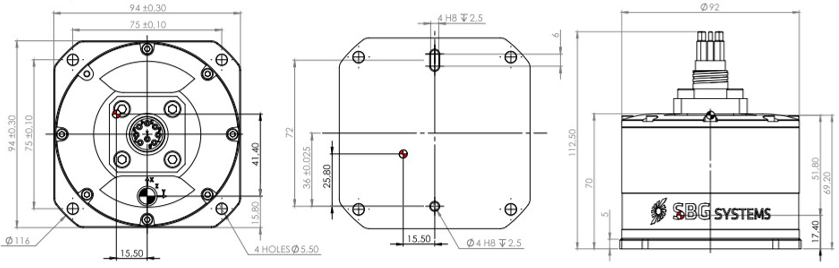 94 ±0,30
75 ±0,10
94 ±0,30
75 ±0,10
41,40
15,80
X
Z
Y
Ø116
15,50
4 HOLES Ø5,50
4 H8 ↧2,5
6
72
36 ±0,025
25,80
15,50
Ø4 H8 ↧2,5
Ø92
112,50
70
5
51,80
69,20
17,40
SBG SYSTEMS